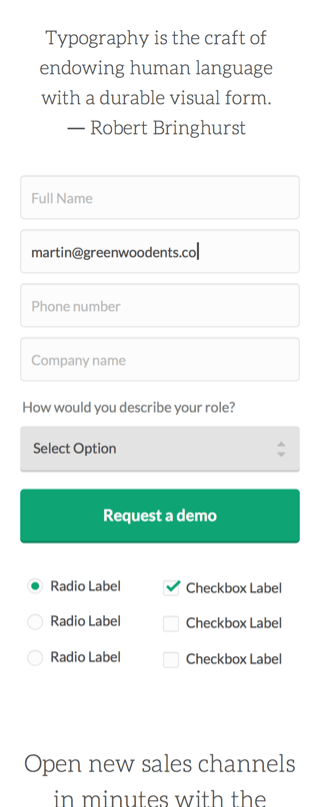 Typography is the craft of
endowing human language
with a durable visual form.
— Robert Bringhurst
Full Name
martin@greenwoodents.co
Phone number
Company name
How would you describe your role?
Select Option
Request a demo
Radio Label
Checkbox Label
Radio Label
Checkbox Label
Radio Label
Checkbox Label
Open new sales channels
in minutes with the